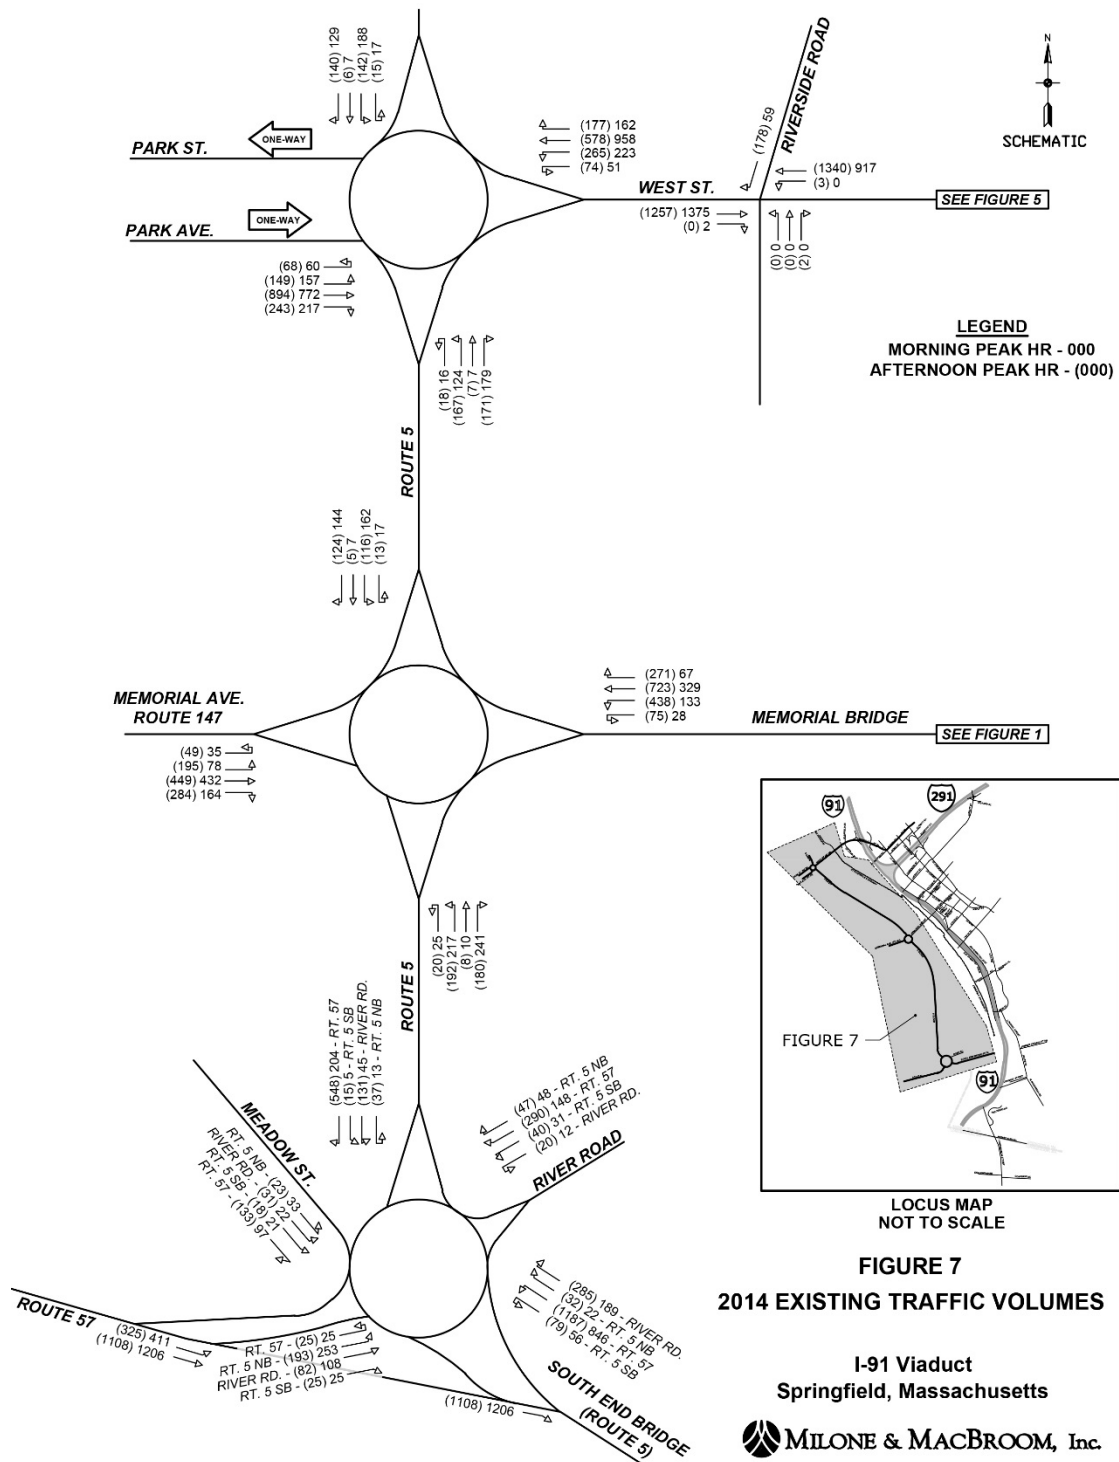 (140) 129
(6) 7
(142) 188
(15) 17
PARK ST.
ONE-WAY
PARK AVE.
ONE-WAY
(68) 60
(149) 157
(894) 772
(243) 217
(177) 162
(578) 958
(265) 223
(74) 51
WEST ST.
(178) 59
RIVERSIDE ROAD
(1340) 917
(3) 0
(1257) 1375
(0) 2
(0) 0
(0) 0
(2) 0
SEE FIGURE 5
N
SCHEMATIC
LEGEND
MORNING PEAK HR - 000
AFTERNOON PEAK HR - (000)
(18) 16
(167) 124
(7) 7
(171) 179
ROUTE 5
(124) 144
(5) 7
(116) 162
(13) 17
MEMORIAL AVE.
ROUTE 147
(49) 35
(195) 78
(449) 432
(284) 164
(271) 67
(723) 329
(438) 133
(75) 28
MEMORIAL BRIDGE
SEE FIGURE 1
(20) 25
(192) 217
(8) 10
(180) 241
ROUTE 5
(548) 204 - RT. 57
(15) 5 - RT. 5 SB
(131) 45 - RIVER RD.
(37) 13 - RT. 5 NB
MEADOW ST.
RT. 5 NB - (23) 33
RIVER RD. - (31) 22
RT. 5 SB - (18) 21
RT. 57 - (133) 97
(47) 48 - RT. 5 NB
(290) 148 - RT. 57
(40) 31 - RT. 5 SB
(20) 12 - RIVER RD.
RIVER ROAD
(285) 189 - RIVER RD.
(32) 22 - RT. 5 NB
(1187) 846 - RT. 57
(79) 56 - RT. 5 SB
ROUTE 57
(325) 411
(1108) 1206
RT. 57 - (25) 25
RT. 5 NB - (193) 253
RIVER RD. - (82) 108
RT. 5 SB - (25) 25
(1108) 1206
SOUTH END BRIDGE
(ROUTE 5)
91
291
FIGURE 7
91
LOCUS MAP
NOT TO SCALE
FIGURE 7
2014 EXISTING TRAFFIC VOLUMES
I-91 Viaduct
Springfield, Massachusetts
MILONE & MACBROOM, Inc.